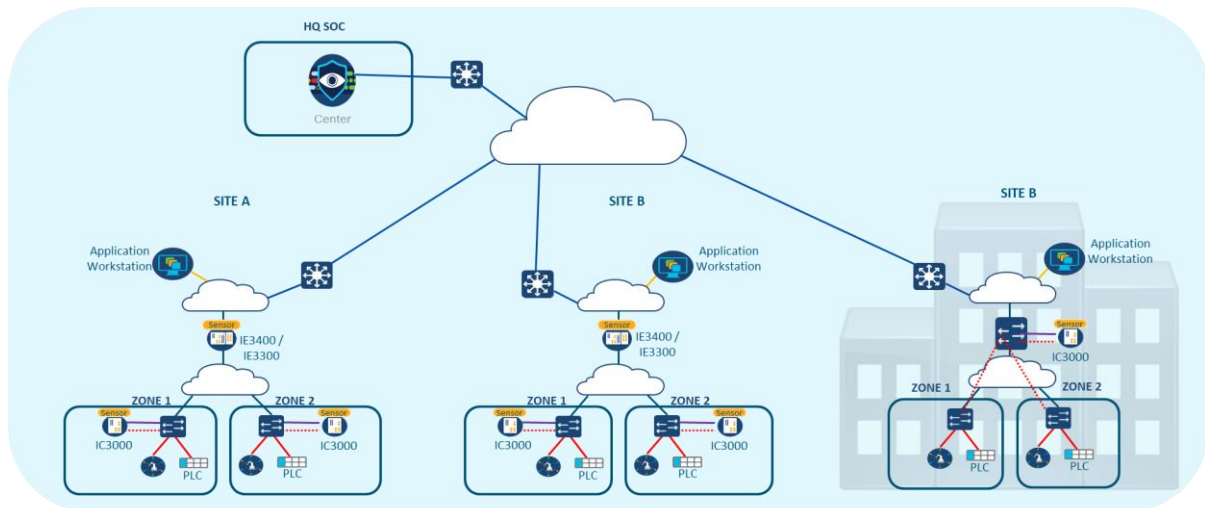 HQ SOC
Center
SITE A
SITE B
SITE B
Application
Workstation
Application
Workstation
Application
Workstation
Sensor
IE3400 /
IE3300
Sensor
IE3400 /
IE3300
Sensor
IC3000
ZONE 1
Sensor
IC3000
PLC
ZONE 2
Sensor
IC3000
PLC
ZONE 1
Sensor
IC3000
PLC
ZONE 2
Sensor
IC3000
PLC
ZONE 1
PLC
ZONE 2
PLC